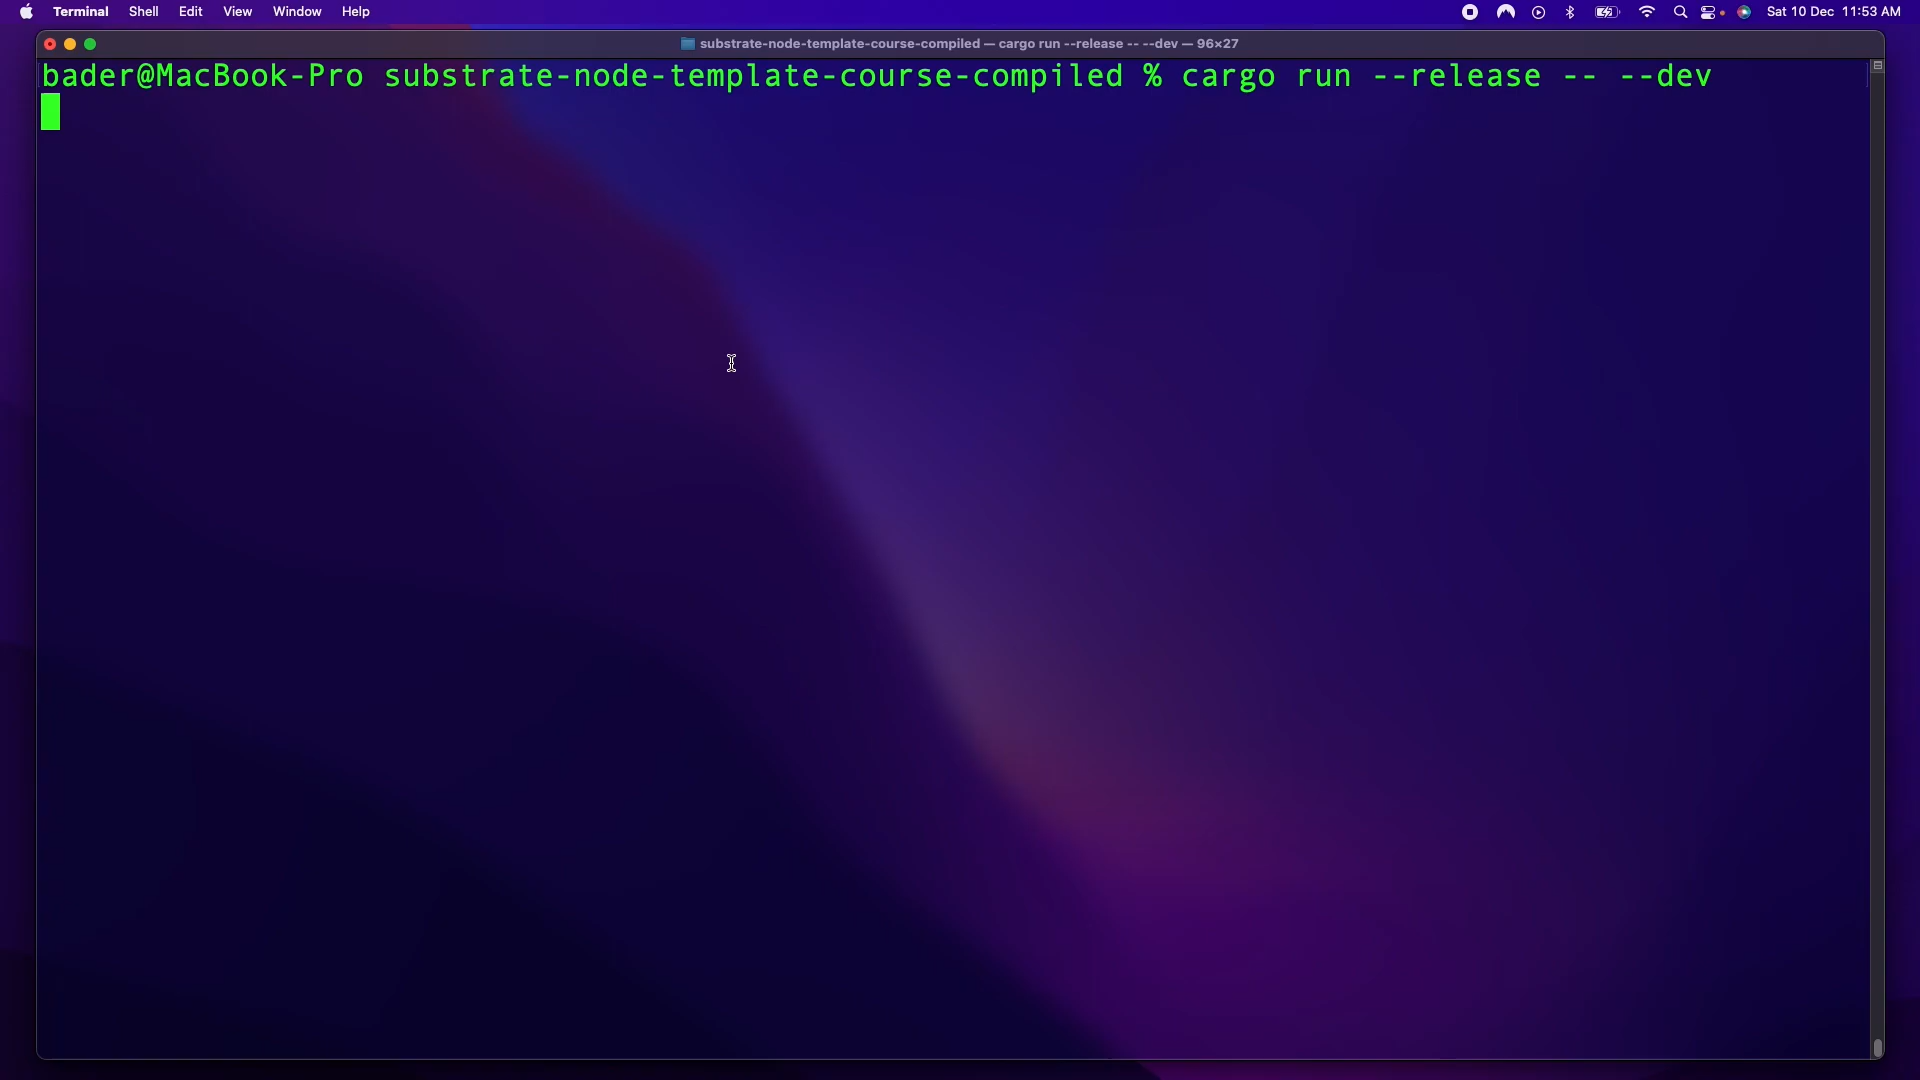 Terminal Shell Edit View Window Help Sat 10 Dec 11:53 AM
substrate-node-template-course-compiled — cargo run --release -- --dev — 96×27
bader@MacBook-Pro substrate-node-template-course-compiled % cargo run --release -- --dev